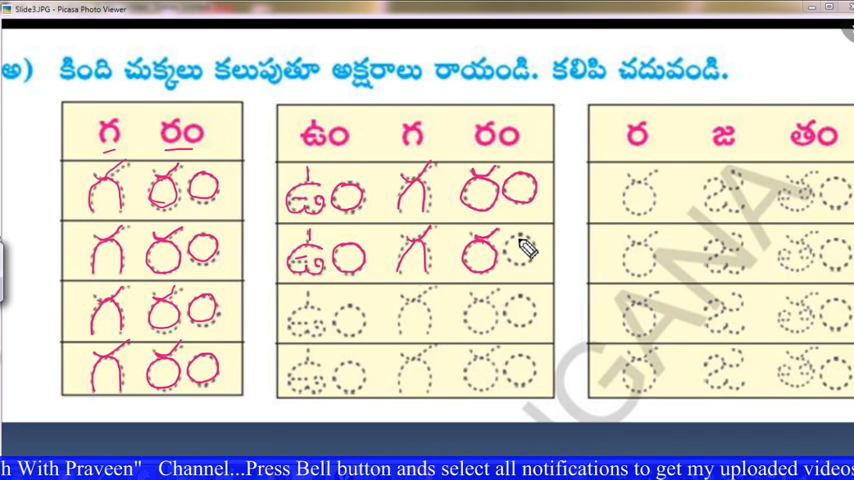 Slide3.JPG - Picasa Photo Viewer
అ) కింది చుక్కలు కలుపుతూ అక్షరాలు రాయండి. కలిపి చదువండి.
గ రం ఉం గ రం ర జ తం
గ రం ఉం గ రం ర జ తం
గ రం ఉం గ రం ర జ తం
గ రం ఉం గ రం ర జ తం
గ రం ఉం గ రం ర జ తం
NGANA
h With Praveen" Channel...Press Bell button ands select all notifications to get my uploaded videos